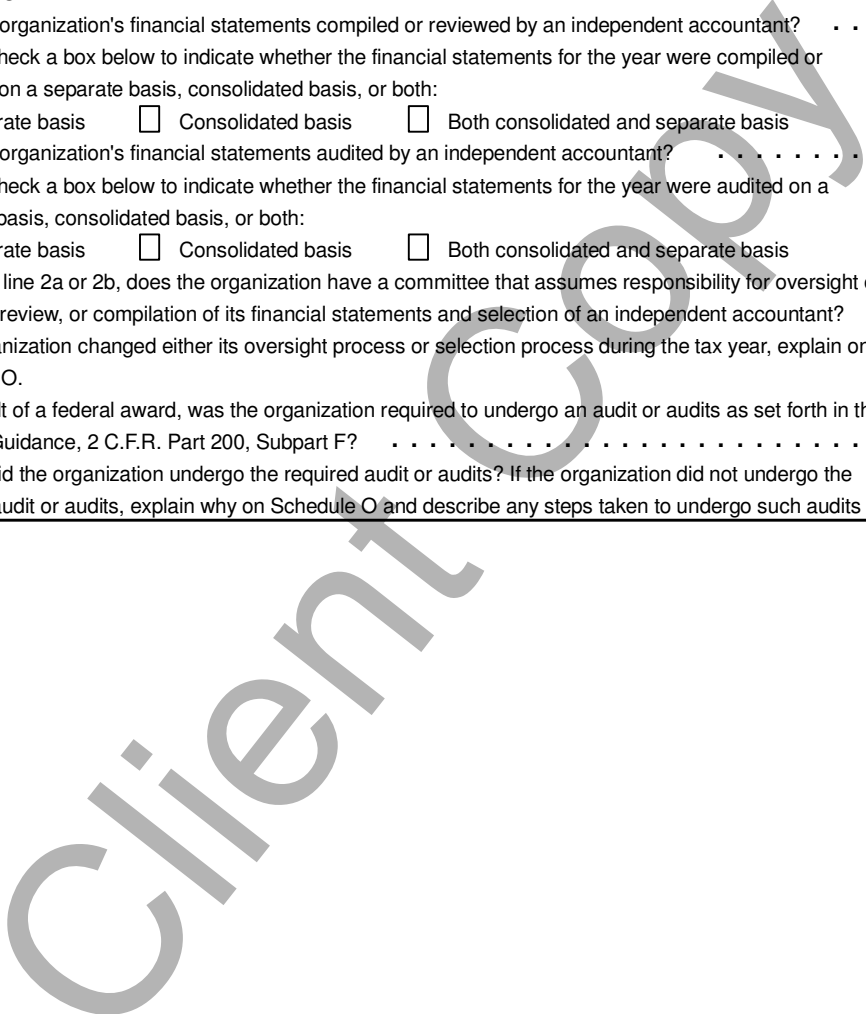 organization's financial statements compiled or reviewed by an independent accountant? . .
heck a box below to indicate whether the financial statements for the year were compiled or
on a separate basis, consolidated basis, or both:
rate basis Consolidated basis Both consolidated and separate basis
organization's financial statements audited by an independent accountant? . . . . . . . .
heck a box below to indicate whether the financial statements for the year were audited on a
basis, consolidated basis, or both:
rate basis Consolidated basis Both consolidated and separate basis
line 2a or 2b, does the organization have a committee that assumes responsibility for oversight
review, or compilation of its financial statements and selection of an independent accountant?
anization changed either its oversight process or selection process during the tax year, explain on
O.
lt of a federal award, was the organization required to undergo an audit or audits as set forth in th
Guidance, 2 C.F.R. Part 200, Subpart F? . . . . . . . . . . . . . . . . . . . . . . . . .
id the organization undergo the required audit or audits? If the organization did not undergo the
audit or audits, explain why on Schedule O and describe any steps taken to undergo such audits
Client Copy